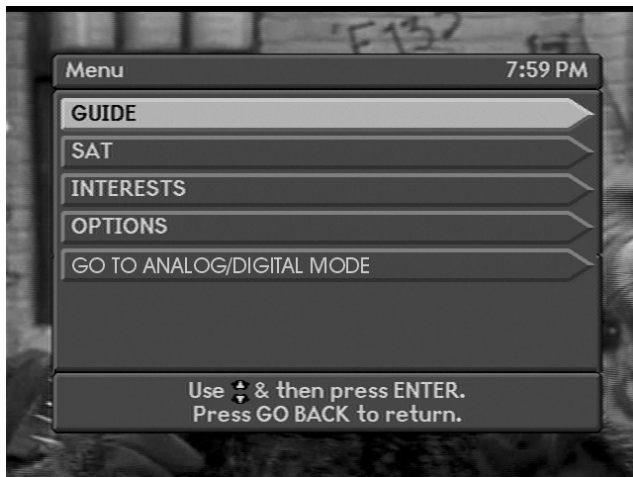 F132
Menu 7:59 PM
GUIDE
SAT
INTERESTS
OPTIONS
GO TO ANALOG/DIGITAL MODE
Use & then press ENTER.
Press GO BACK to return.